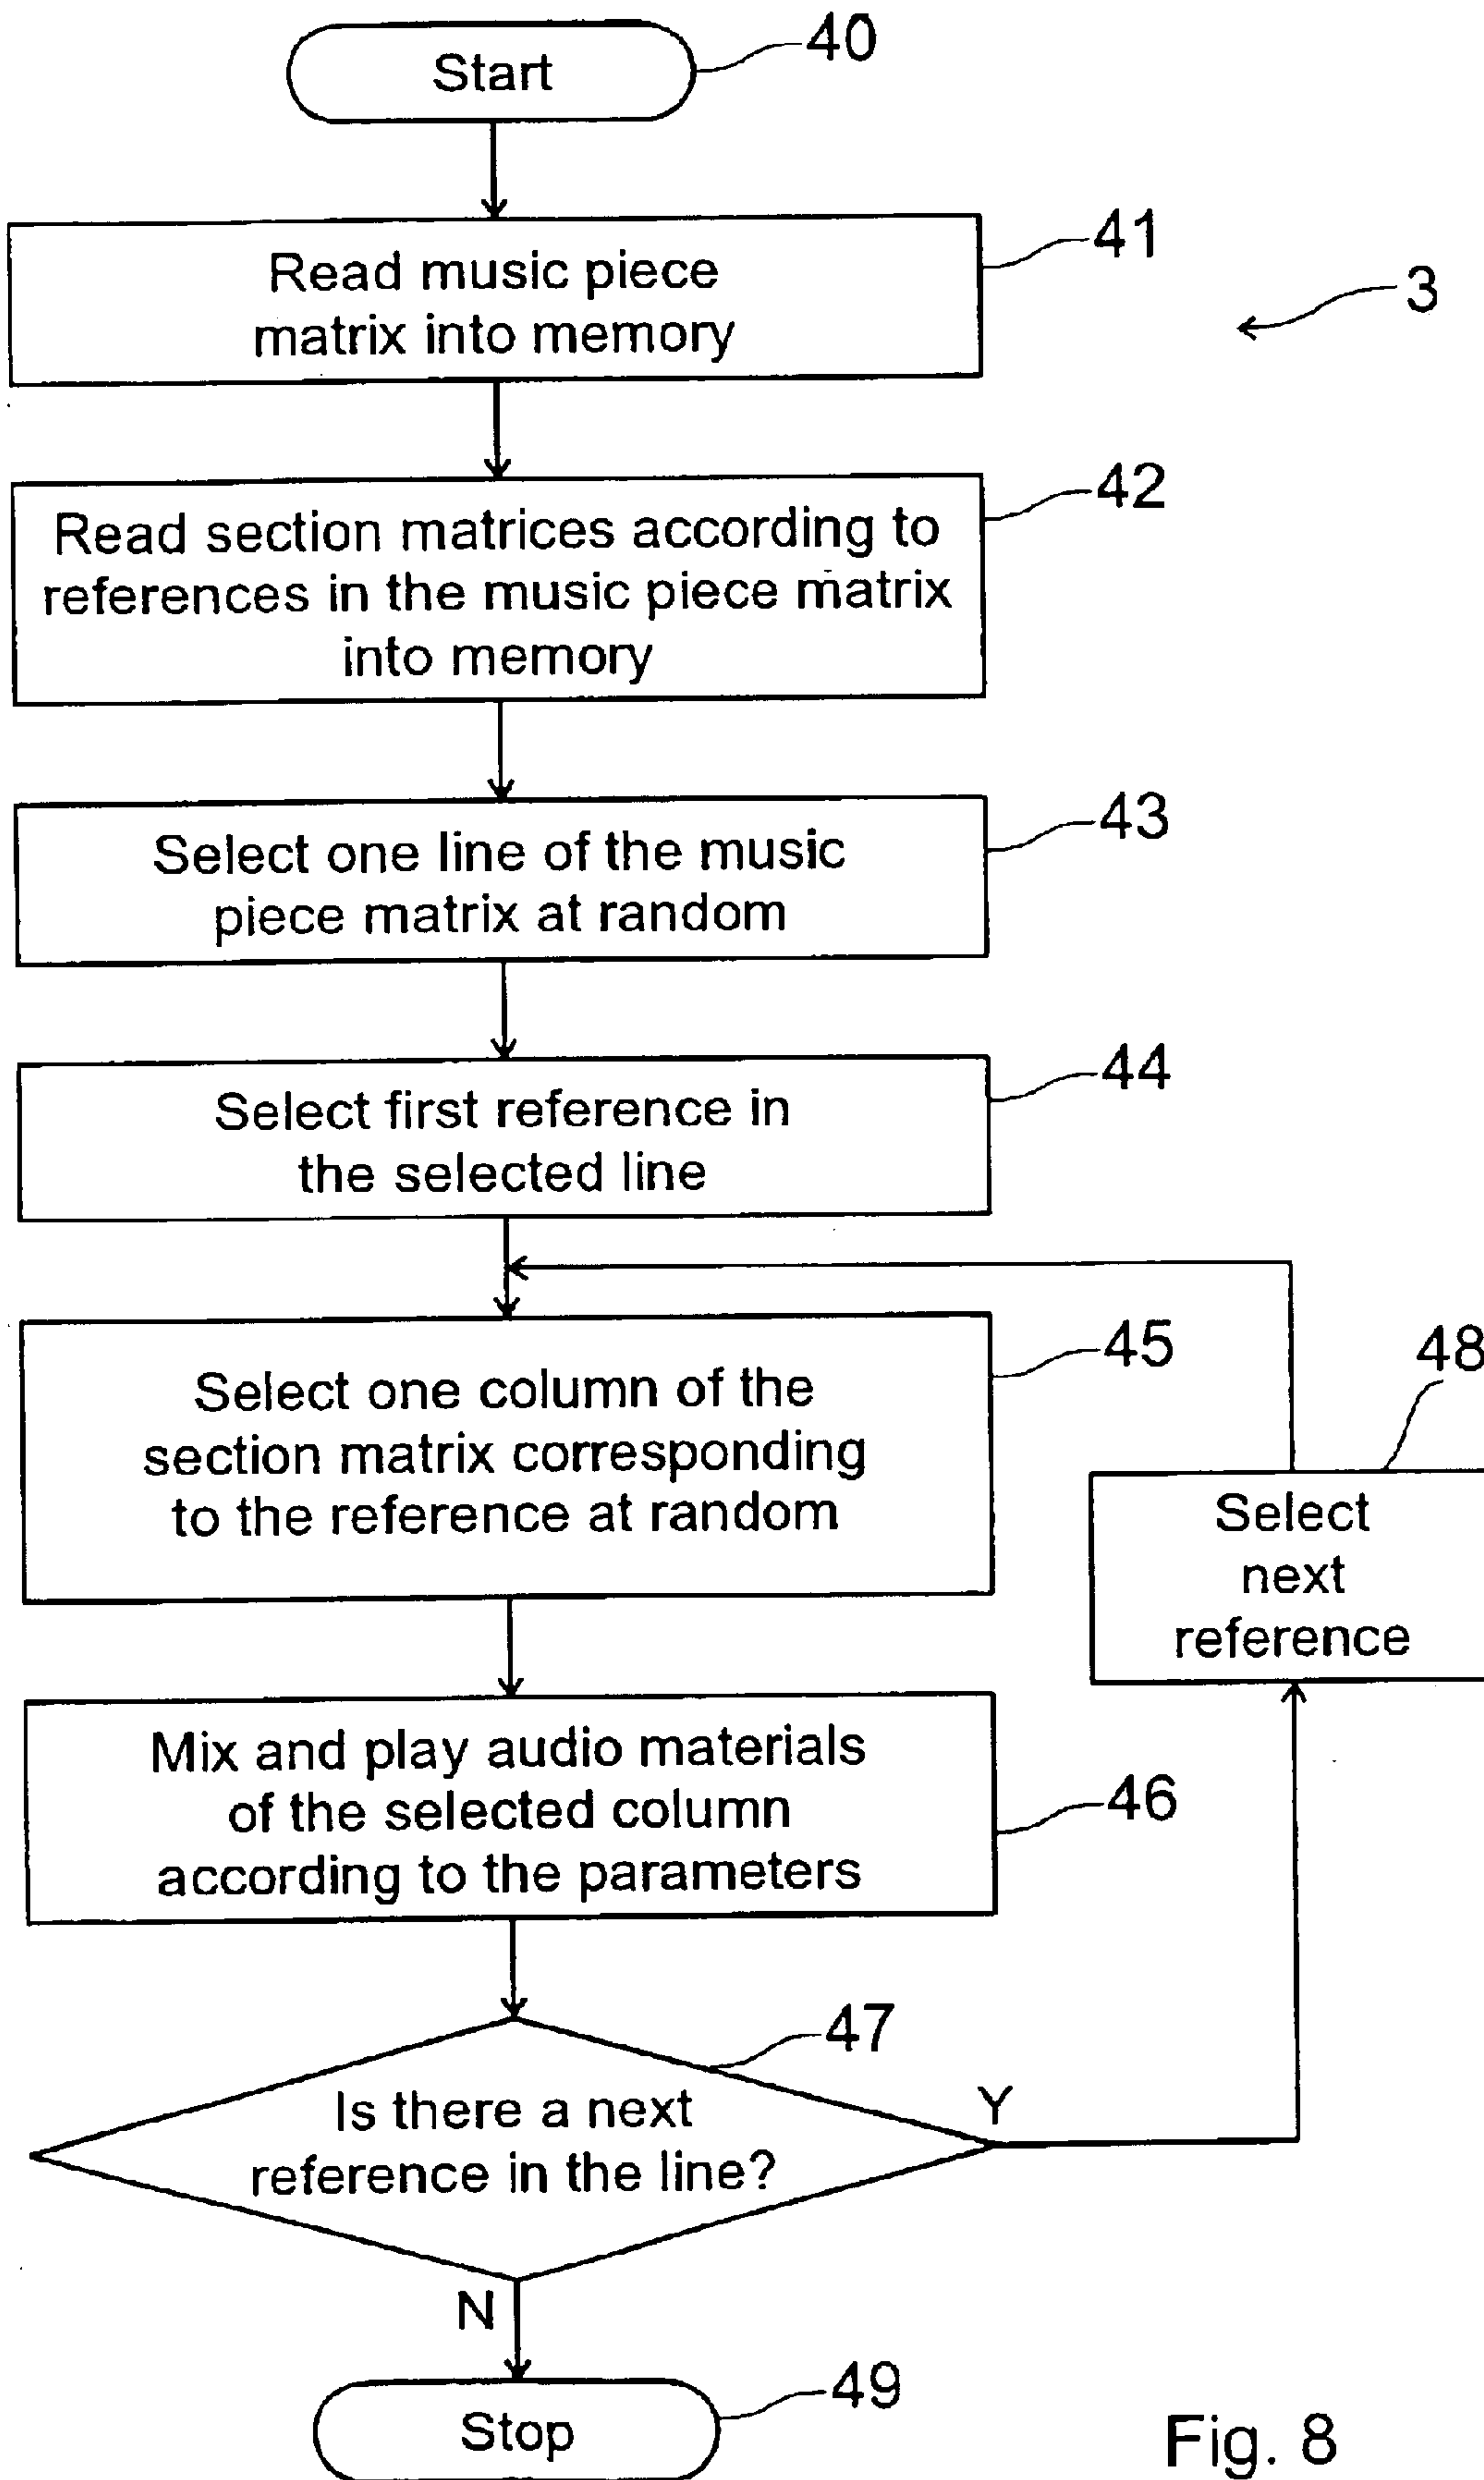 Start
40
Read music piece
matrix into memory
41
3
Read section matrices according to
references in the music piece matrix
into memory
42
Select one line of the music
piece matrix at random
43
Select first reference in
the selected line
44
Select one column of the
section matrix corresponding
to the reference at random
45
48
Select
next
reference
Mix and play audio materials
of the selected column
according to the parameters
46
47
Is there a next
reference in the line?
Y
N
Stop
49
Fig. 8